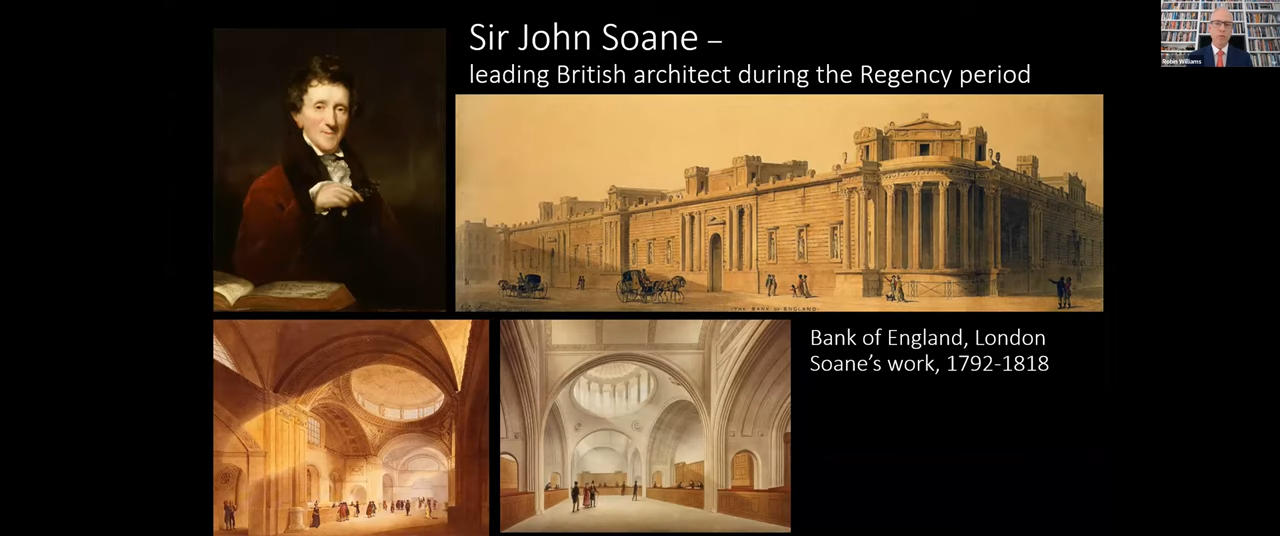 Sir John Soane –
leading British architect during the Regency period
Robin Williams
THE BANK OF ENGLAND
Bank of England, London
Soane's work, 1792-1818